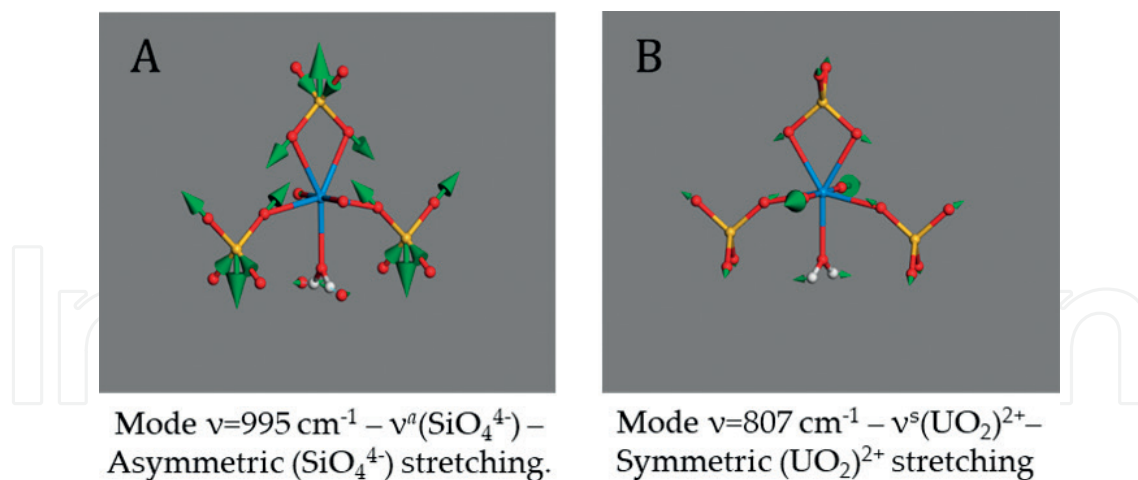 A
B
Mode ν=995 cm⁻¹ – νᵃ(SiO₄⁴⁻) –
Asymmetric (SiO₄⁴⁻) stretching.
Mode ν=807 cm⁻¹ – νˢ(UO₂)²⁺–
Symmetric (UO₂)²⁺ stretching